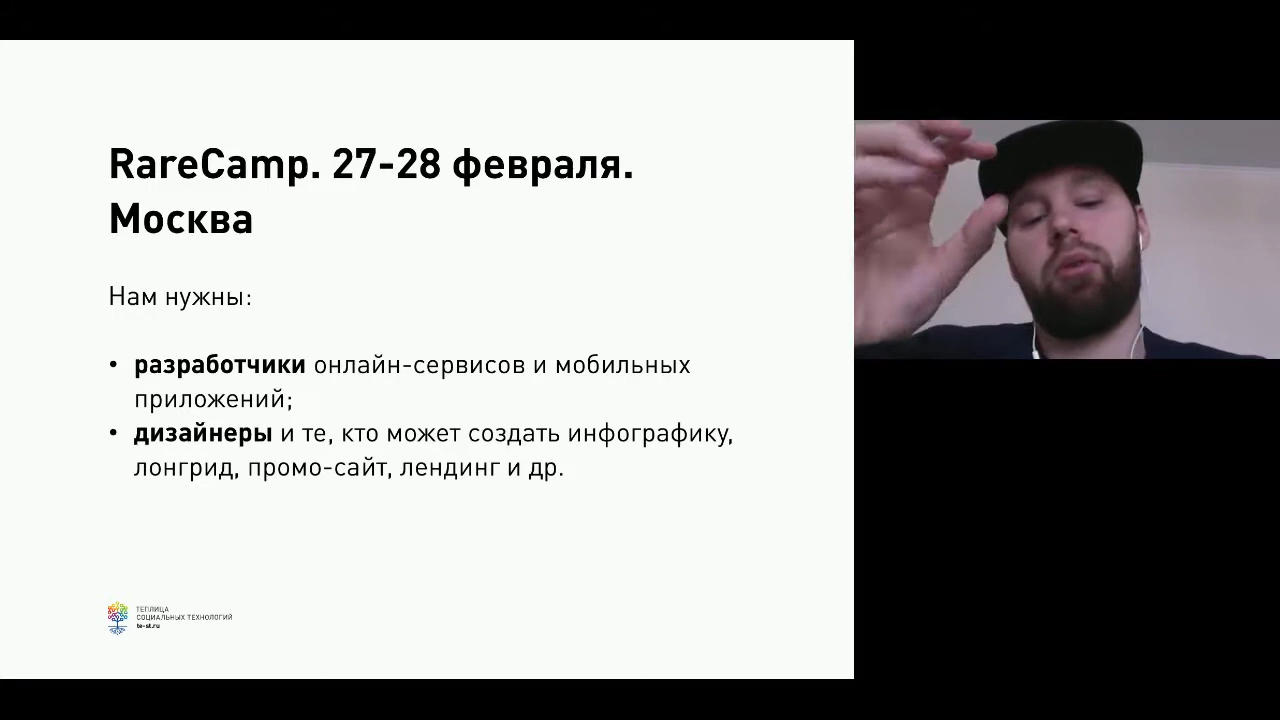 RareCamp. 27-28 февраля.
Москва
Нам нужны:
• разработчики онлайн-сервисов и мобильных
приложений;
• дизайнеры и те, кто может создать инфографику,
лонгрид, промо-сайт, лендинг и др.
ТЕПЛИЦА
СОЦИАЛЬНЫХ ТЕХНОЛОГИЙ
te-st.ru